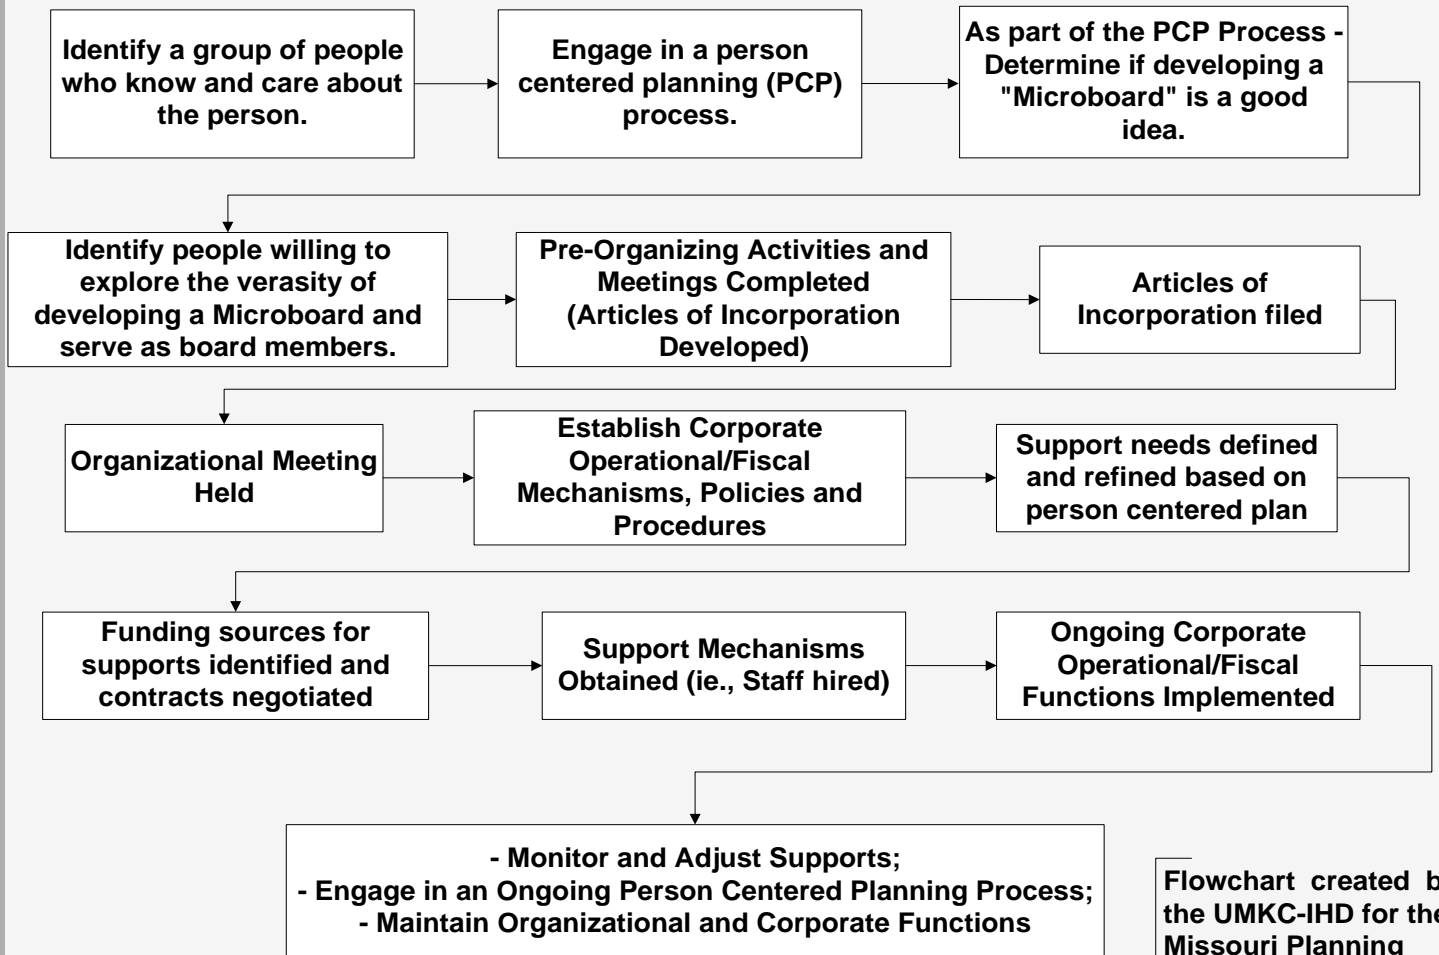 Identify a group of people
who know and care about
the person.
Engage in a person
centered planning (PCP)
process.
As part of the PCP Process -
Determine if developing a
"Microboard" is a good
idea.
Identify people willing to
explore the verasity of
developing a Microboard and
serve as board members.
Pre-Organizing Activities and
Meetings Completed
(Articles of Incorporation
Developed)
Articles of
Incorporation filed
Organizational Meeting
Held
Establish Corporate
Operational/Fiscal
Mechanisms, Policies and
Procedures
Support needs defined
and refined based on
person centered plan
Funding sources for
supports identified and
contracts negotiated
Support Mechanisms
Obtained (ie., Staff hired)
Ongoing Corporate
Operational/Fiscal
Functions Implemented
- Monitor and Adjust Supports;
- Engage in an Ongoing Person Centered Planning Process;
- Maintain Organizational and Corporate Functions
Flowchart created
the UMKC-IHD for the
Missouri Planning